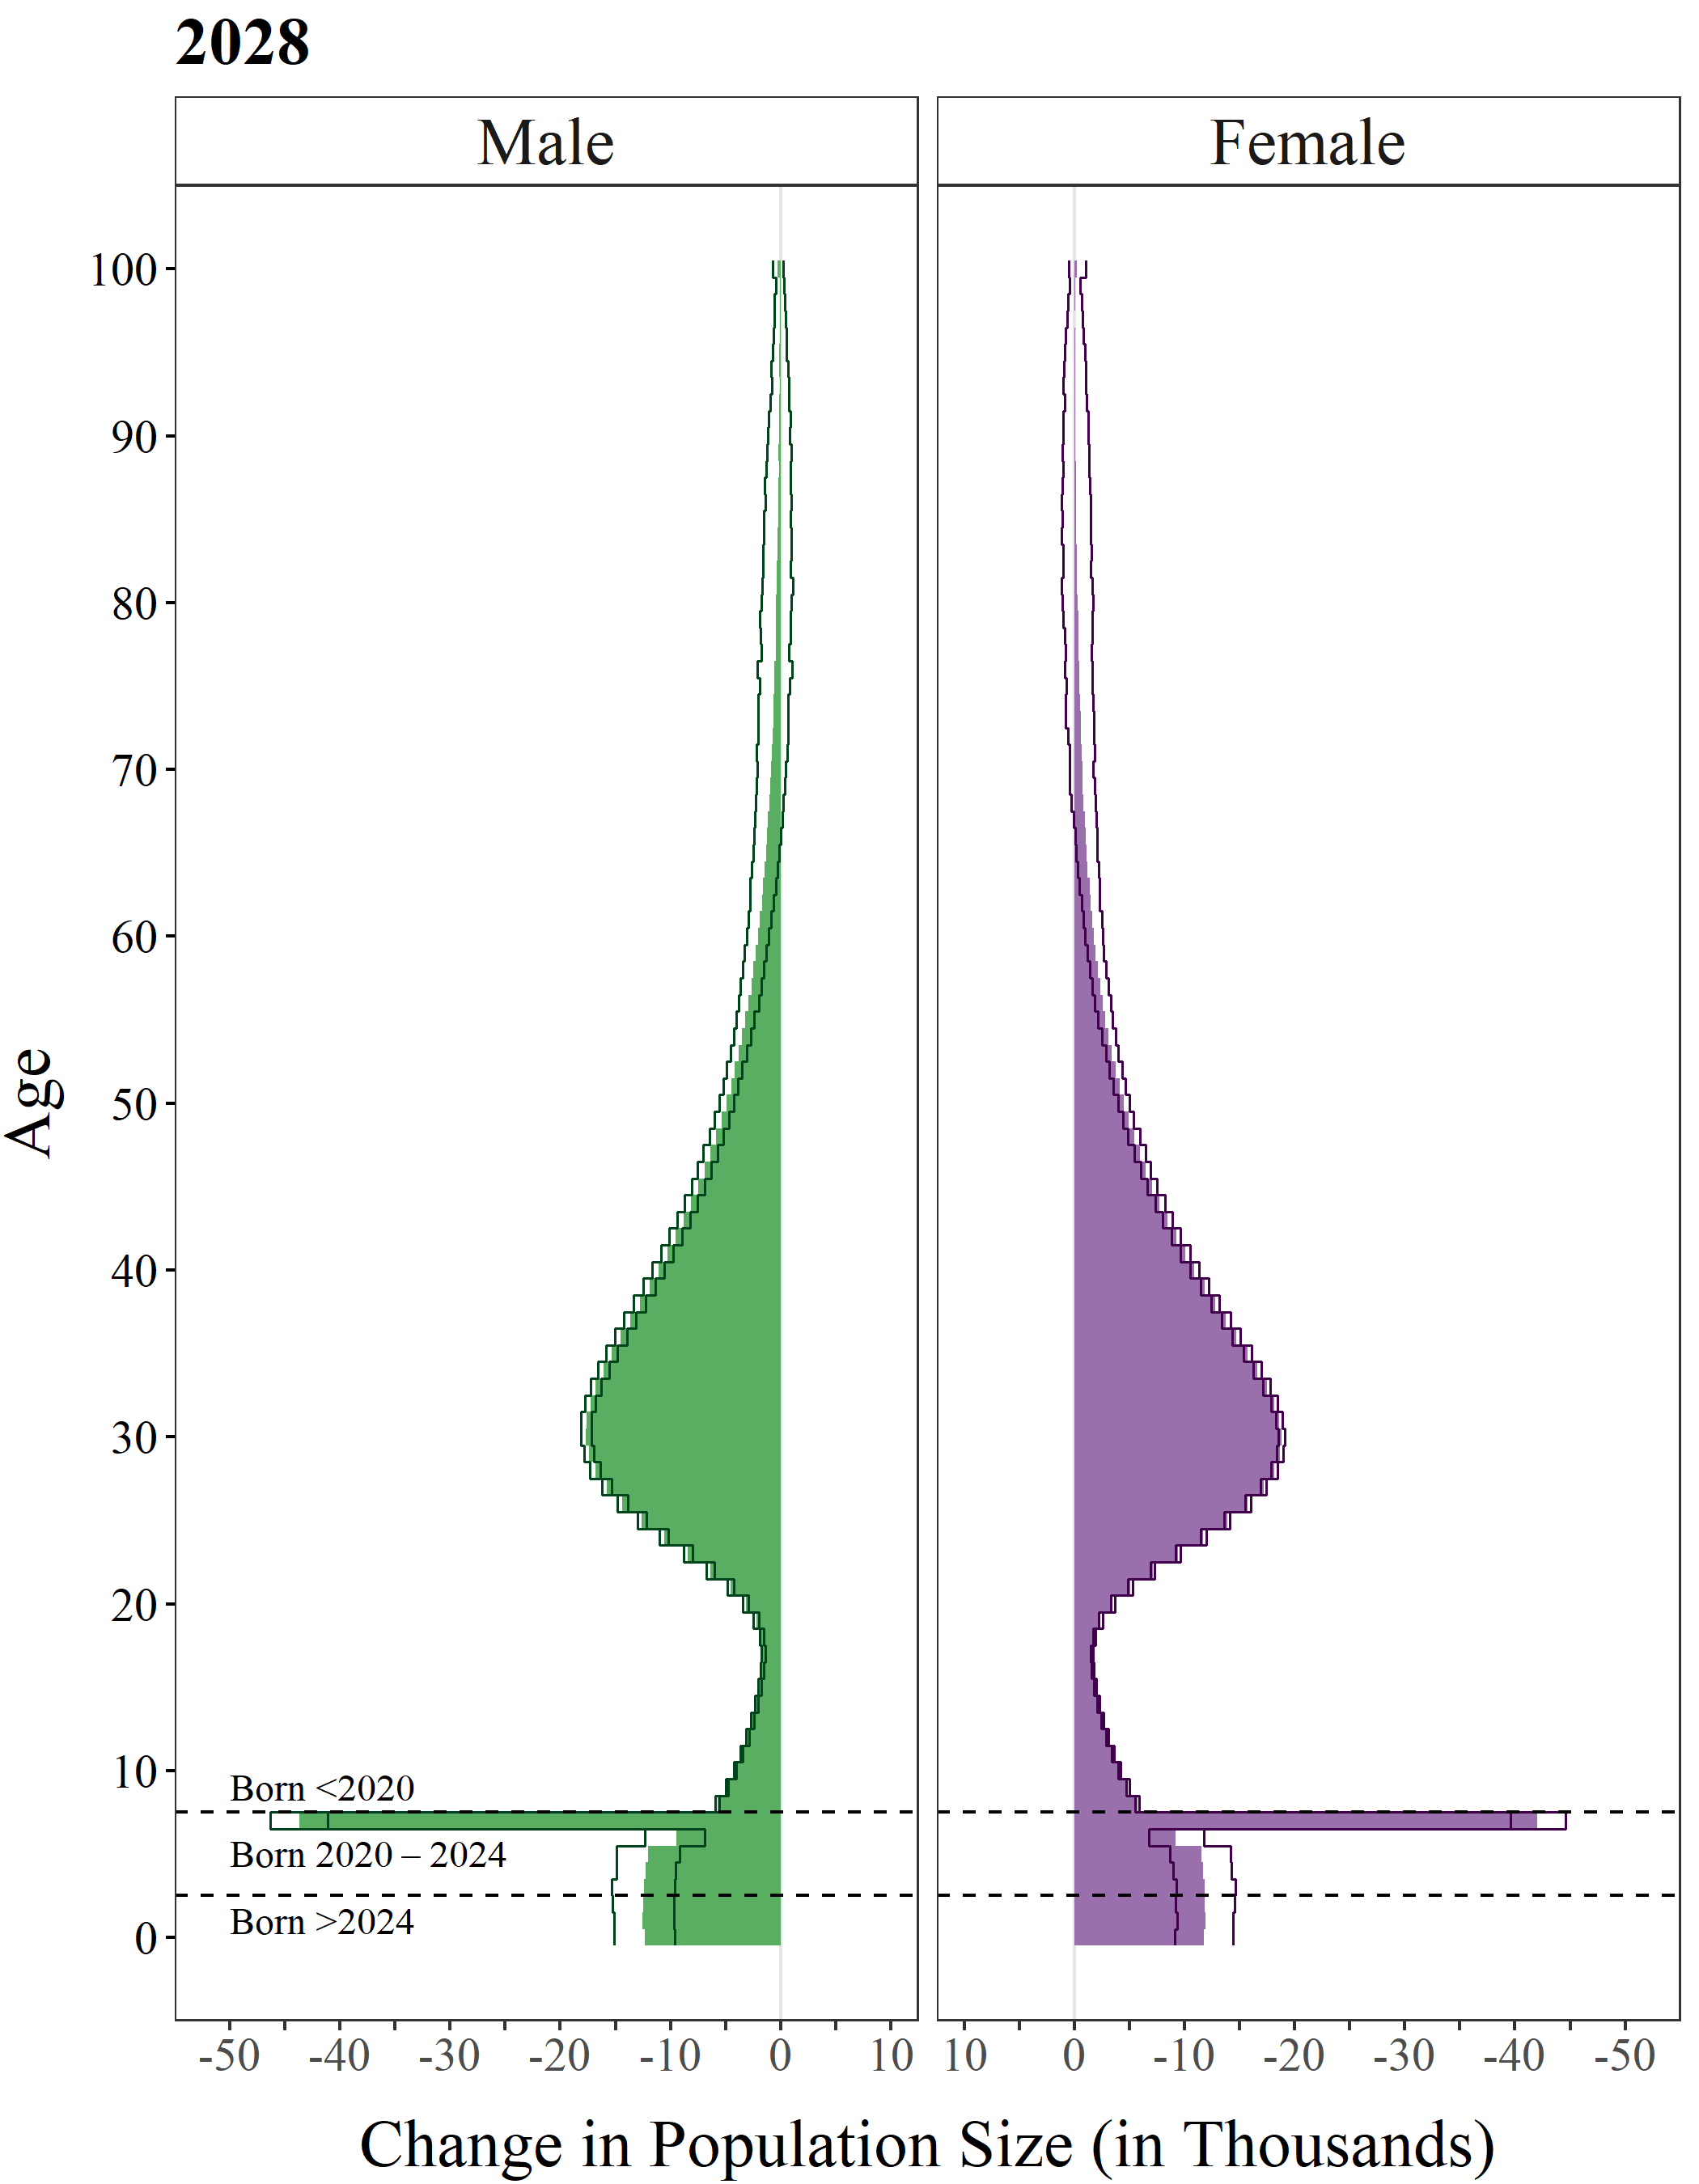 2028
Male
Female
100
90
80
70
60
50
40
30
20
10
0
Age
Born <2020
Born 2020 – 2024
Born >2024
-50 -40 -30 -20 -10 0 10
10 0 -10 -20 -30 -40 -50
Change in Population Size (in Thousands)